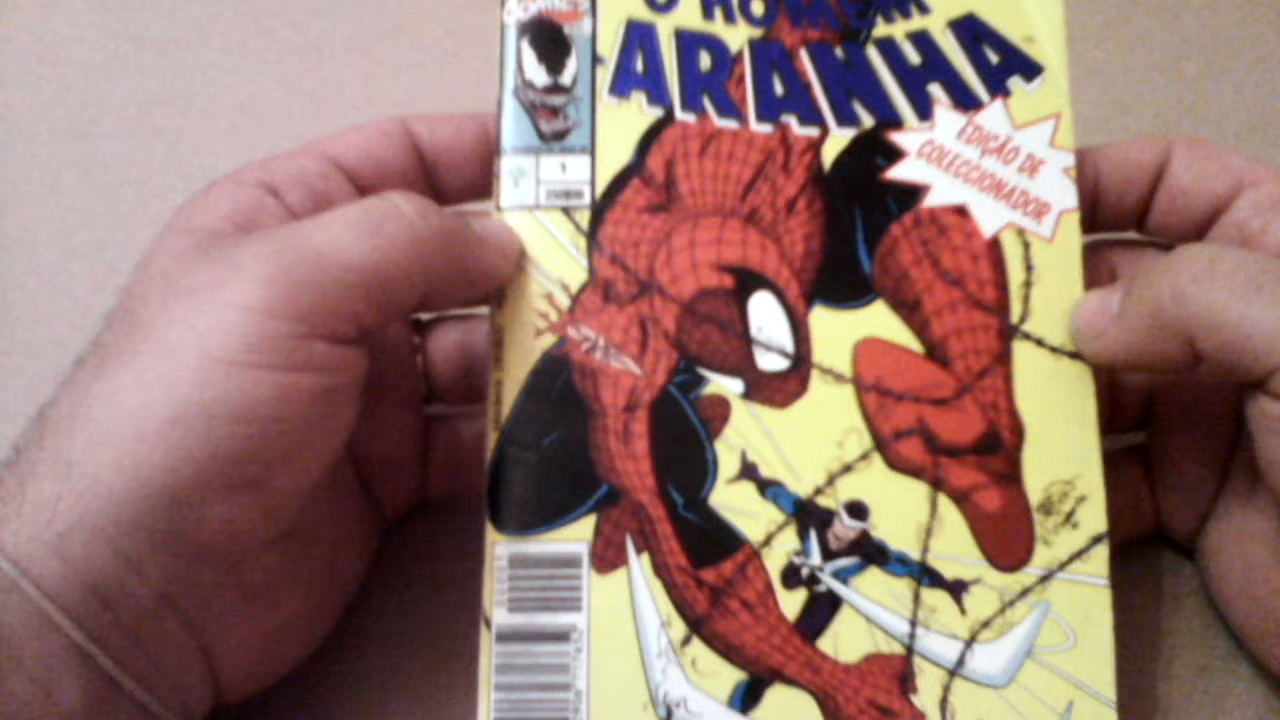 COMICS
O HOMEM
ARANHA
EDIÇÃO DE
COLECCIONADOR
1